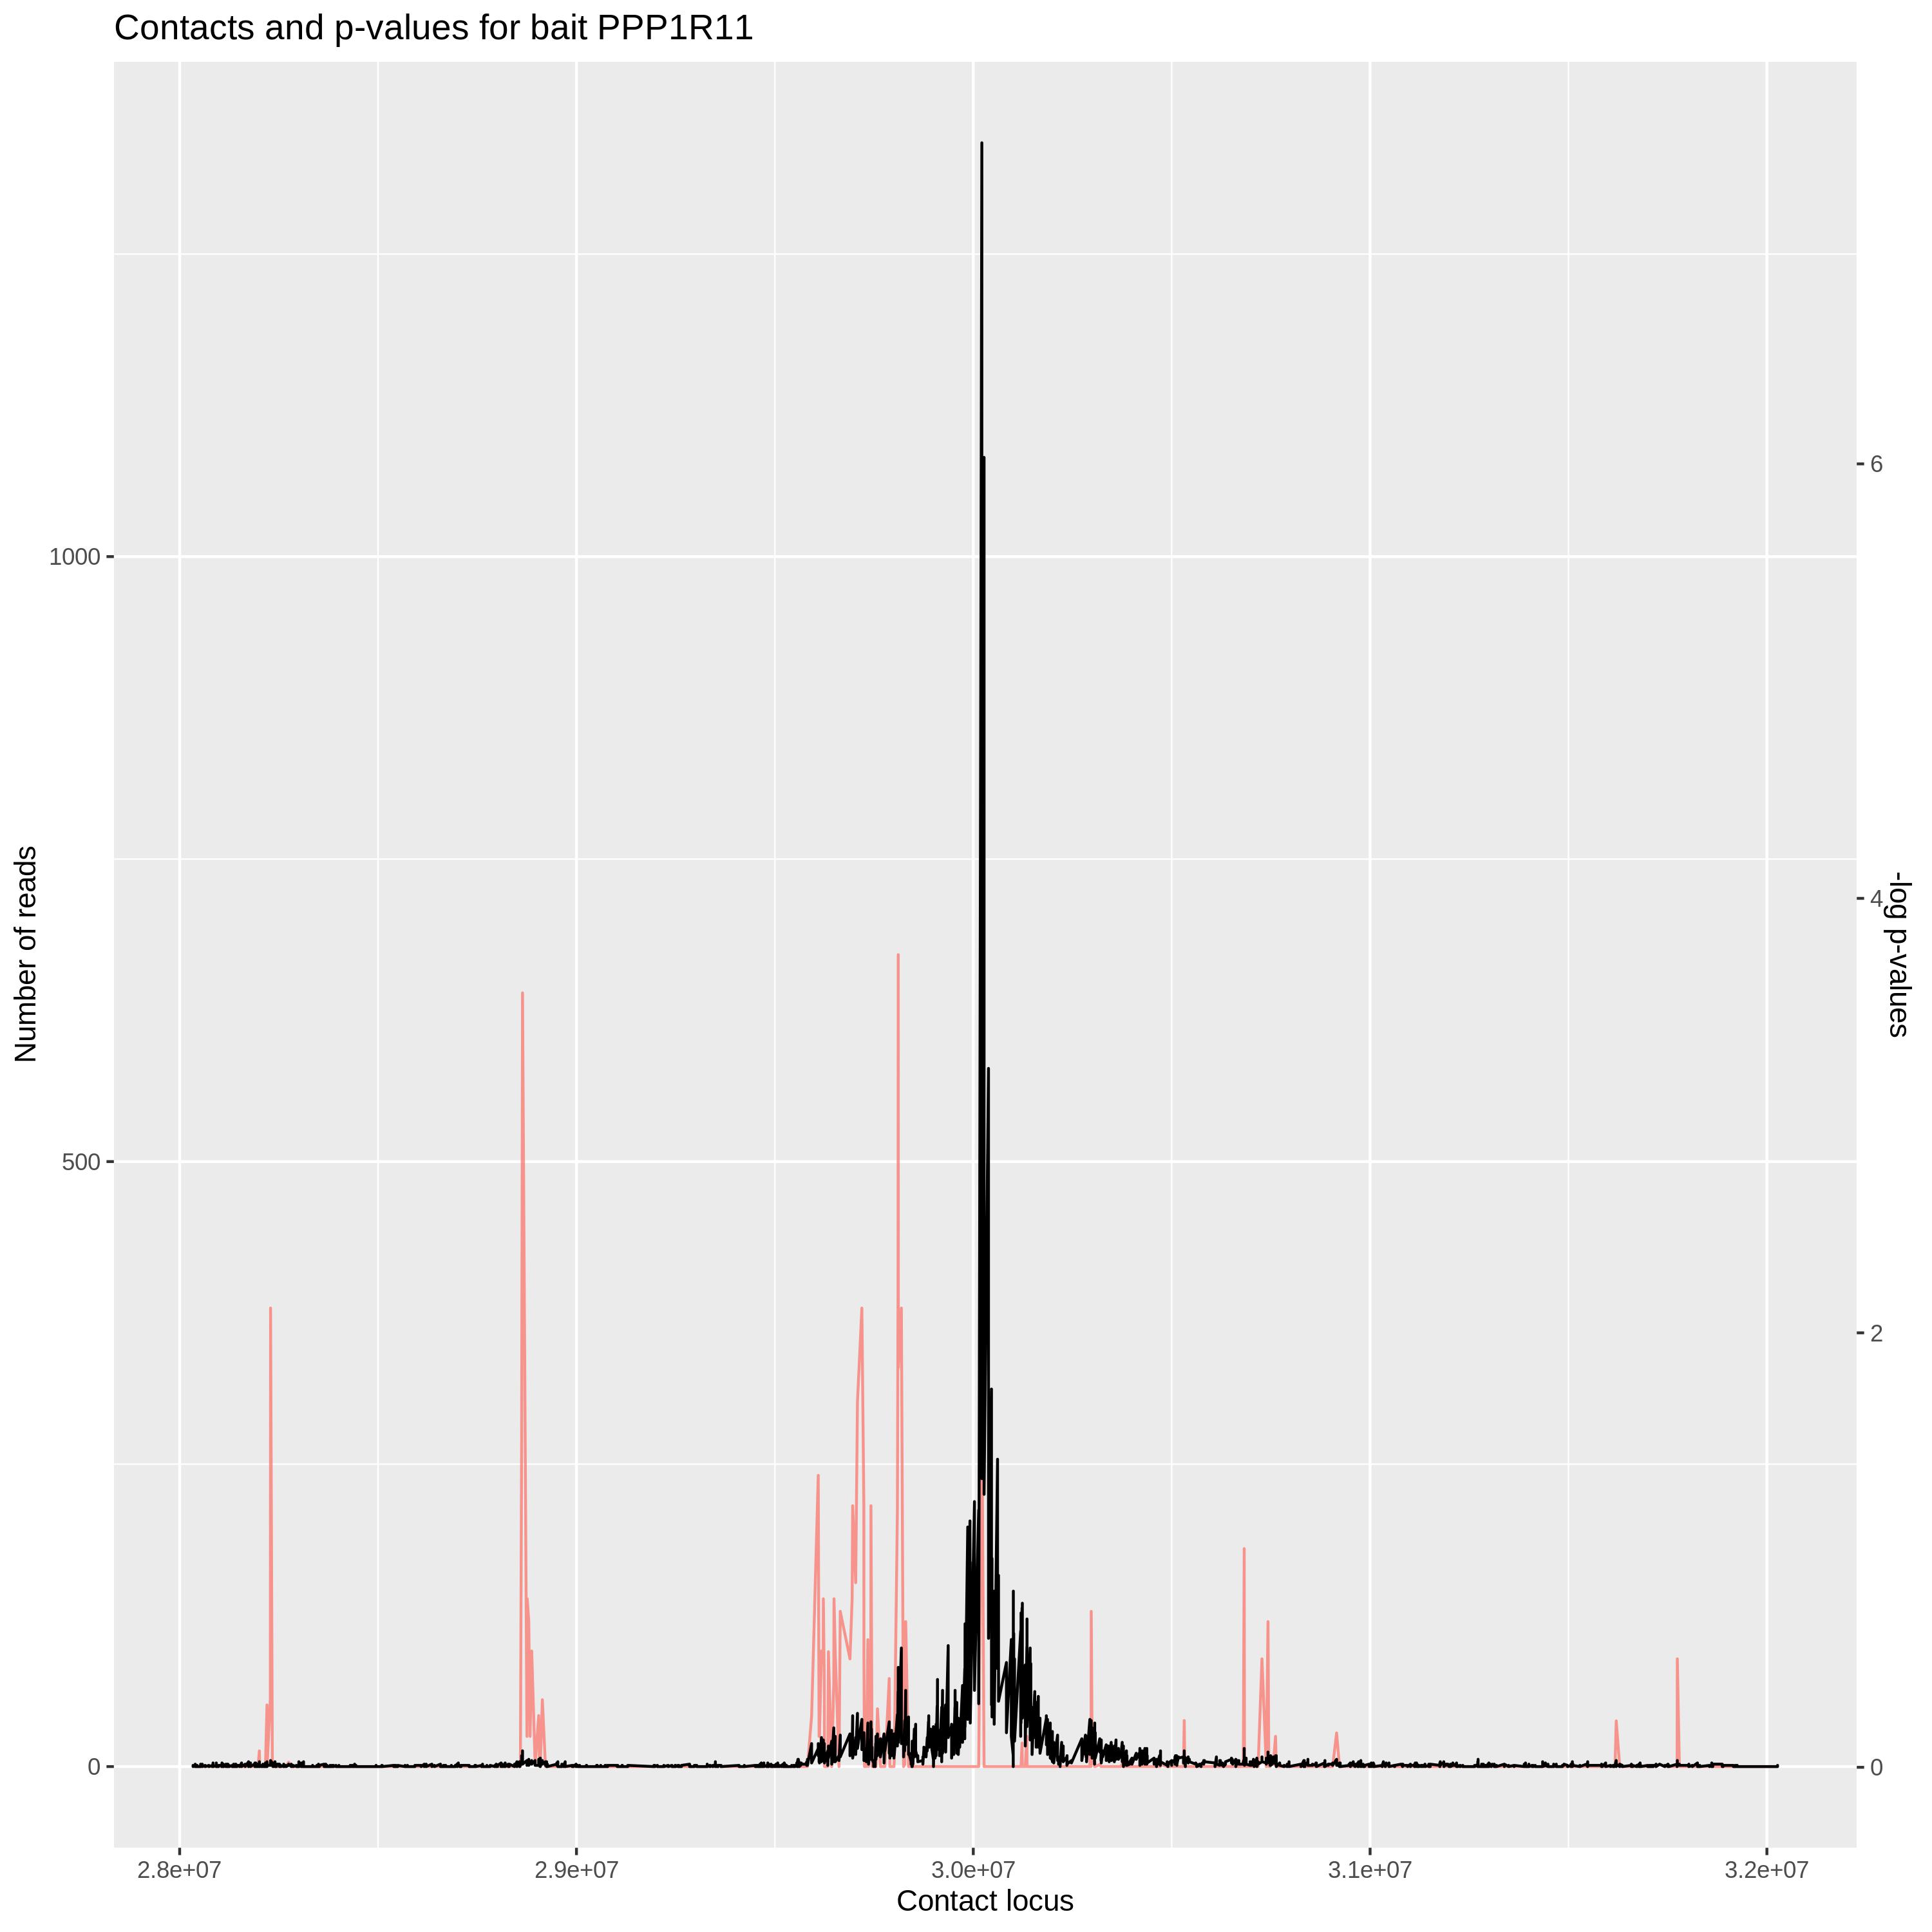 Contacts and p-values for bait PPP1R11
1000
500
0
Number of reads
6
4
2
0
-log p-values
2.8e+07
2.9e+07
3.0e+07
3.1e+07
3.2e+07
Contact locus